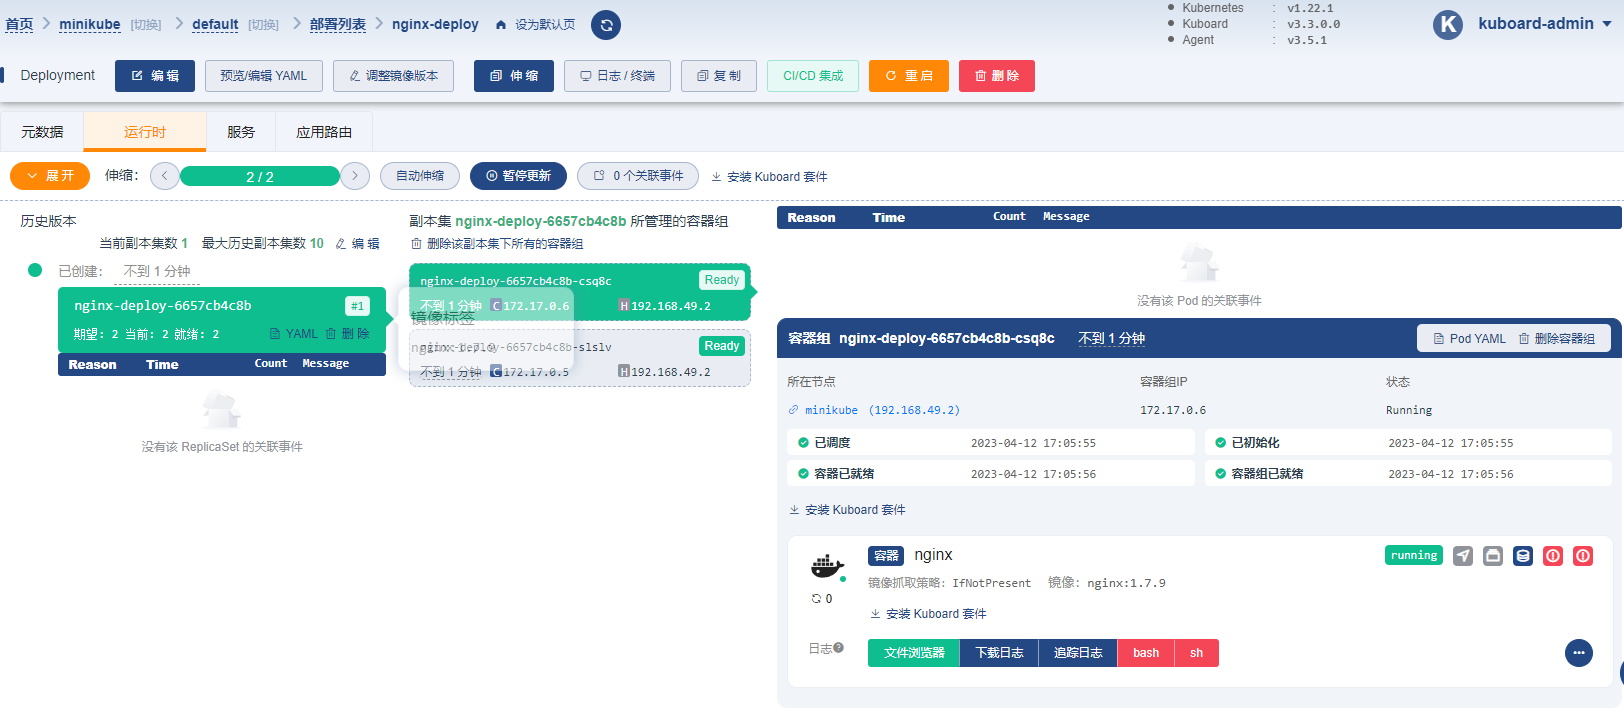 首页 minikube [切换] default [切换] 部署列表 nginx-deploy 设为默认页
Kubernetes : v1.22.1
Kuboard : v3.3.0.0
Agent : v3.5.1
K kuboard-admin
Deployment 编 辑 预览/编辑 YAML 调整镜像版本 伸 缩 日志 / 终端 复 制 CI/CD 集成 重 启 删 除
元数据 运行时 服务 应用路由
展 开 伸缩: 2 / 2 自动伸缩 暂停更新 0 个关联事件 安装 Kuboard 套件
历史版本
当前副本集数 1 最大历史副本集数 10 编 辑
已创建: 不到 1 分钟
nginx-deploy-6657cb4c8b #1
期望: 2 当前: 2 就绪: 2 YAML 删 除
Reason Time Count Message
没有该 ReplicaSet 的关联事件
副本集 nginx-deploy-6657cb4c8b 所管理的容器组
删除该副本集下所有的容器组
nginx-deploy-6657cb4c8b-csq8c Ready
不到 1 分钟 C 172.17.0.6 H 192.168.49.2
镜像标签
nginx-deploy-6657cb4c8b-slslv Ready
不到 1 分钟 C 172.17.0.5 H 192.168.49.2
Reason Time Count Message
没有该 Pod 的关联事件
容器组 nginx-deploy-6657cb4c8b-csq8c 不到 1 分钟 Pod YAML 删除容器组
所在节点 容器组IP 状态
minikube (192.168.49.2) 172.17.0.6 Running
已调度 2023-04-12 17:05:55 已初始化 2023-04-12 17:05:55
容器已就绪 2023-04-12 17:05:56 容器组已就绪 2023-04-12 17:05:56
安装 Kuboard 套件
容器 nginx running
镜像抓取策略: IfNotPresent 镜像: nginx:1.7.9
0
安装 Kuboard 套件
日志 文件浏览器 下载日志 追踪日志 bash sh